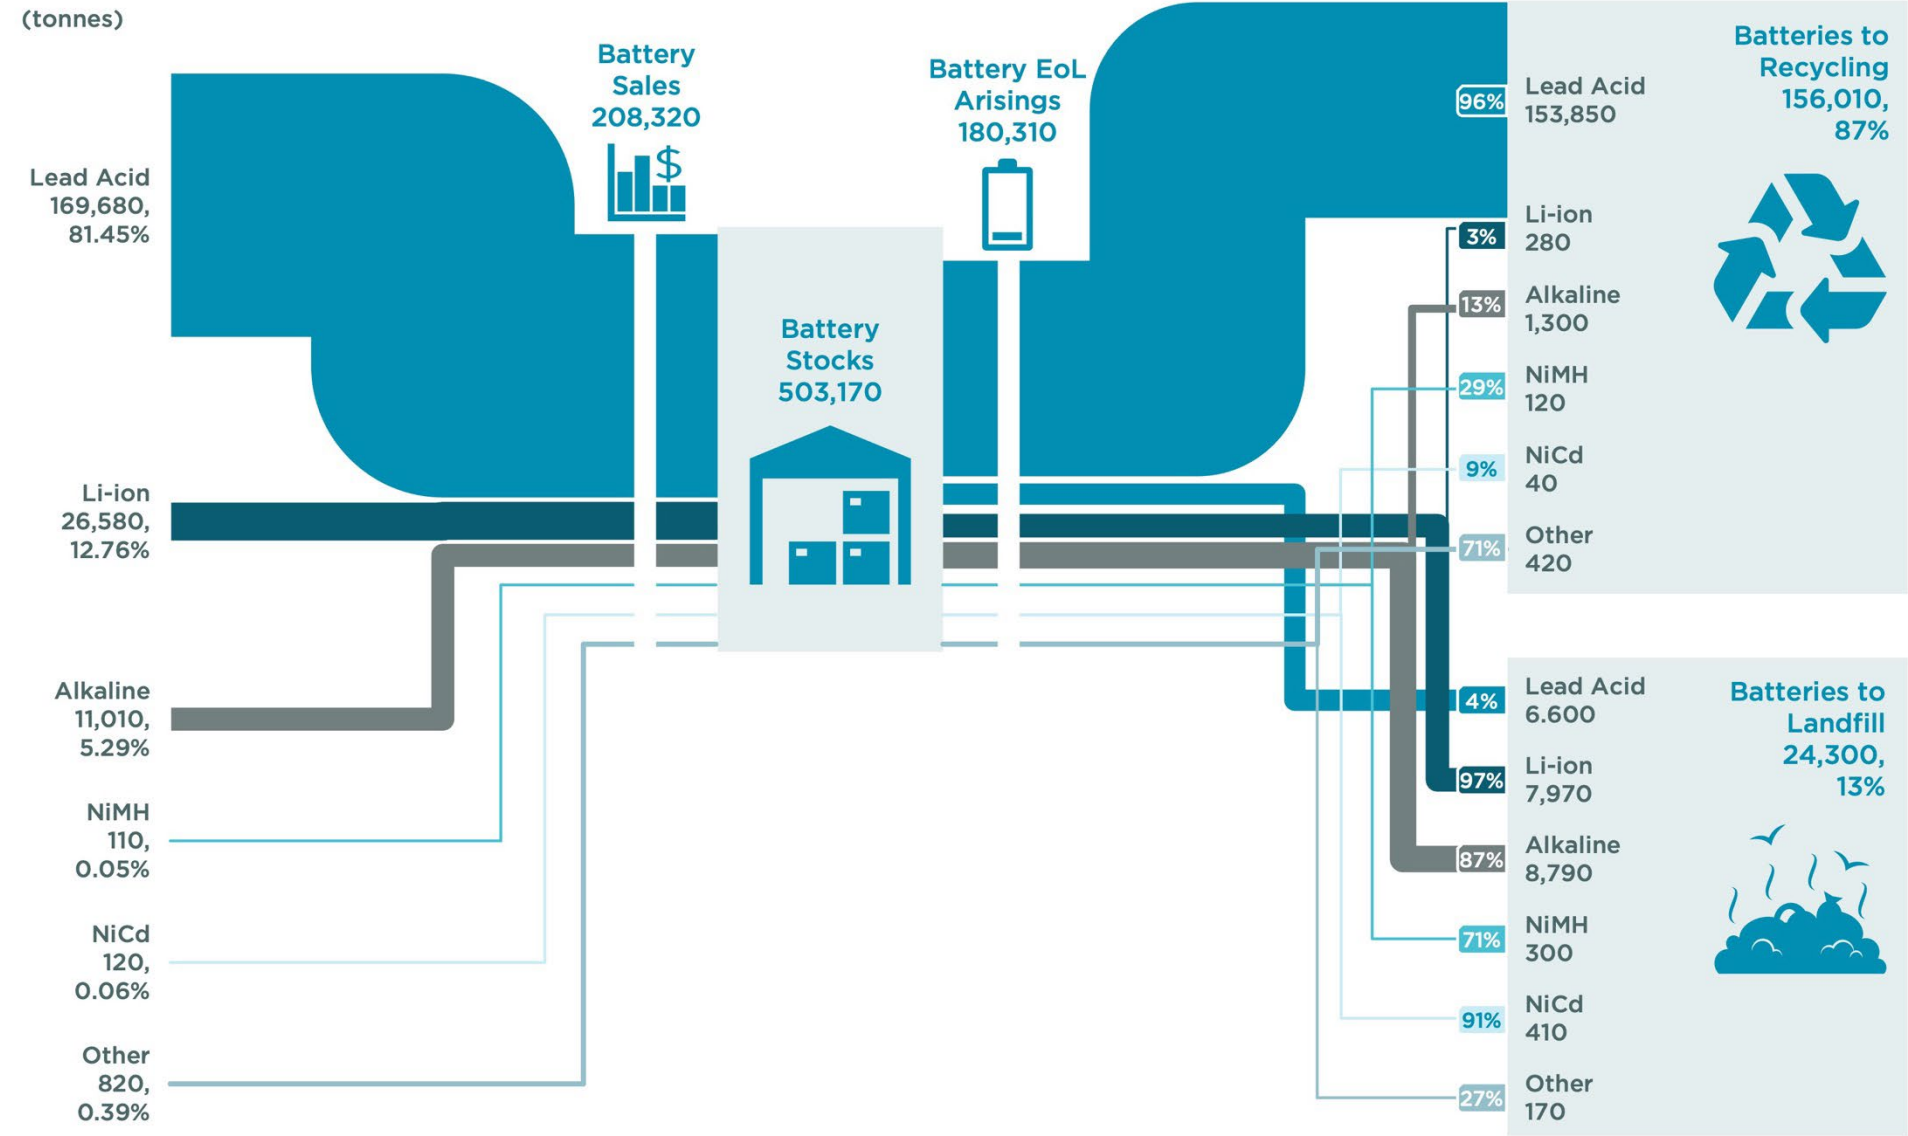 (tonnes)
Lead Acid
169,680,
81.45%
Li-ion
26,580,
12.76%
Alkaline
11,010,
5.29%
NiMH
110,
0.05%
NiCd
120,
0.06%
Other
820,
0.39%
Battery
Sales
208,320
$
Battery
Stocks
503,170
Battery EoL
Arisings
180,310
Batteries to
Recycling
156,010,
87%
96%
Lead Acid
153,850
3%
Li-ion
280
13%
Alkaline
1,300
29%
NiMH
120
9%
NiCd
40
71%
Other
420
Batteries to
Landfill
24,300,
13%
4%
Lead Acid
6.600
97%
Li-ion
7,970
87%
Alkaline
8,790
71%
NiMH
300
91%
NiCd
410
27%
Other
170